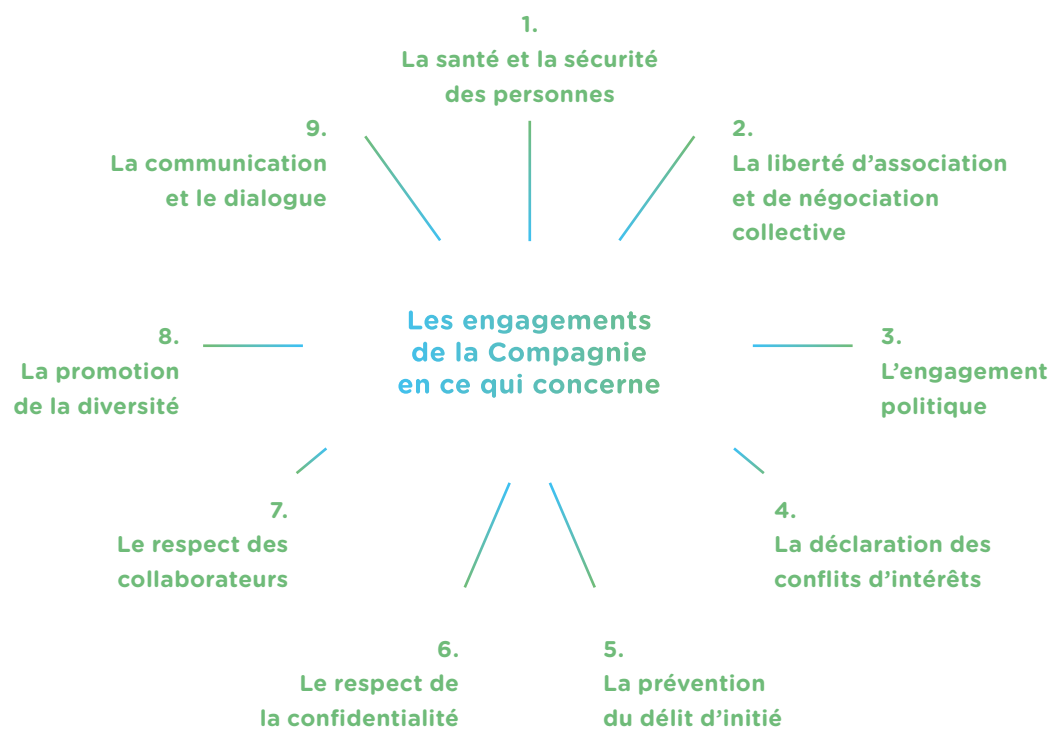 1.
La santé et la sécurité
des personnes
2.
La liberté d’association
et de négociation
collective
3.
L’engagement
politique
4.
La déclaration des
conflits d’intérêts
5.
La prévention
du délit d’initié
6.
Le respect de
la confidentialité
7.
Le respect des
collaborateurs
8.
La promotion
de la diversité
9.
La communication
et le dialogue
Les engagements
de la Compagnie
en ce qui concerne